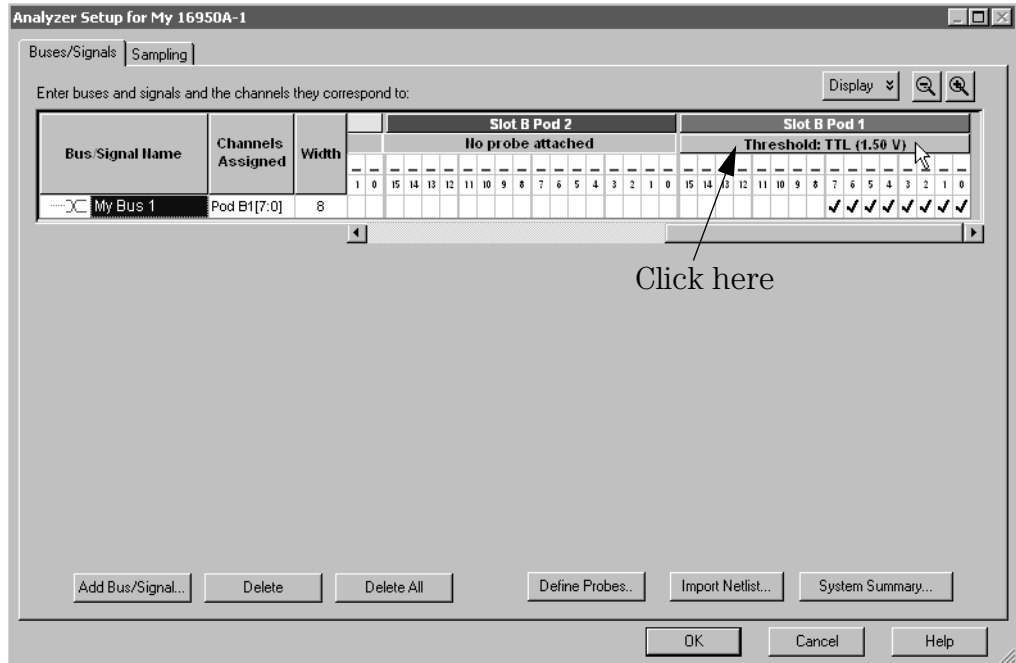 Analyzer Setup for My 16950A-1
Buses/Signals Sampling
Enter buses and signals and the channels they correspond to:
Display
Bus/Signal Name Channels Assigned Width
Slot B Pod 2 Slot B Pod 1
No probe attached Threshold: TTL (1.50 V)
1 0 15 14 13 12 11 10 9 8 7 6 5 4 3 2 1 0 15 14 13 12 11 10 9 8 7 6 5 4 3 2 1 0
My Bus 1 Pod B1[7:0] 8
Click here
Add Bus/Signal... Delete Delete All Define Probes.. Import Netlist... System Summary...
OK Cancel Help